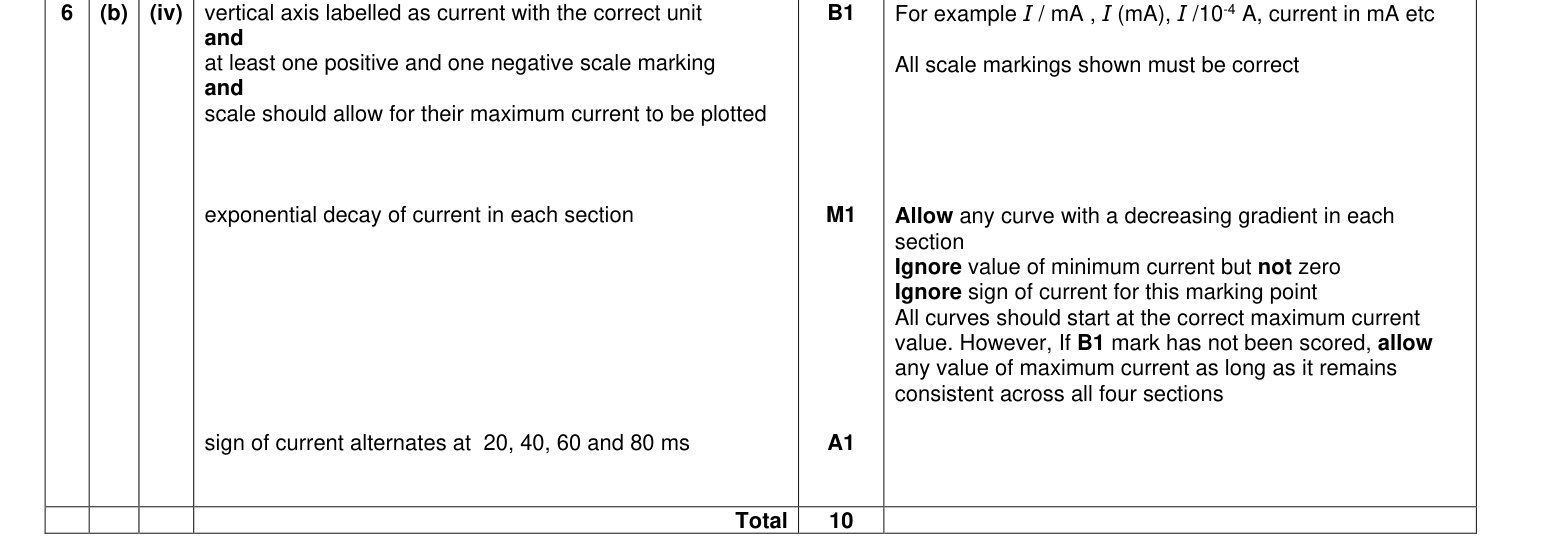 6 (b) (iv) vertical axis labelled as current with the correct unit B1 For example I / mA , I (mA), I /10⁻⁴ A, current in mA etc
and
at least one positive and one negative scale marking All scale markings shown must be correct
and
scale should allow for their maximum current to be plotted
exponential decay of current in each section M1 Allow any curve with a decreasing gradient in each
section
Ignore value of minimum current but not zero
Ignore sign of current for this marking point
All curves should start at the correct maximum current
value. However, If B1 mark has not been scored, allow
any value of maximum current as long as it remains
consistent across all four sections
sign of current alternates at 20, 40, 60 and 80 ms A1
Total 10